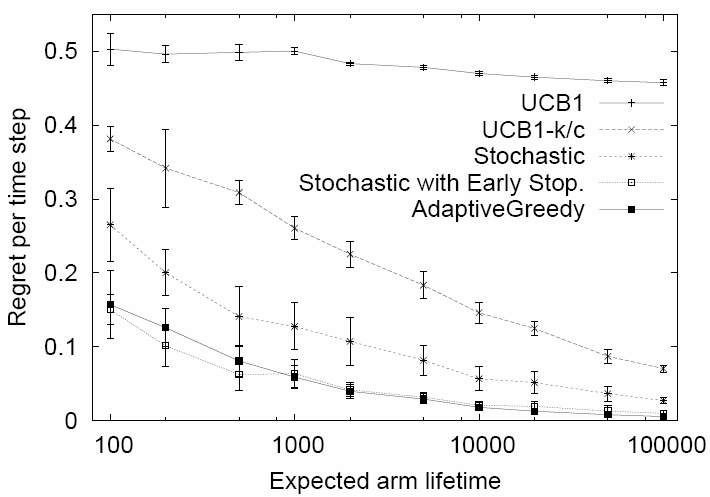 Regret per time step
0.5
0.4
0.3
0.2
0.1
0
UCB1
UCB1-k/c
Stochastic
Stochastic with Early Stop.
AdaptiveGreedy
100
1000
10000
100000
Expected arm lifetime